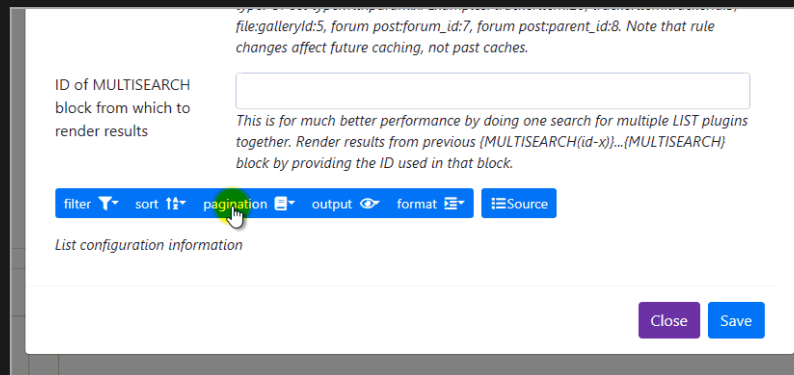 file:galleryId:5, forum post:forum_id:7, forum post:parent_id:8. Note that rule
changes affect future caching, not past caches.
ID of MULTISEARCH
block from which to
render results
This is for much better performance by doing one search for multiple LIST plugins
together. Render results from previous {MULTISEARCH(id-x)}...{MULTISEARCH}
block by providing the ID used in that block.
filter sort pagination output format Source
List configuration information
Close Save